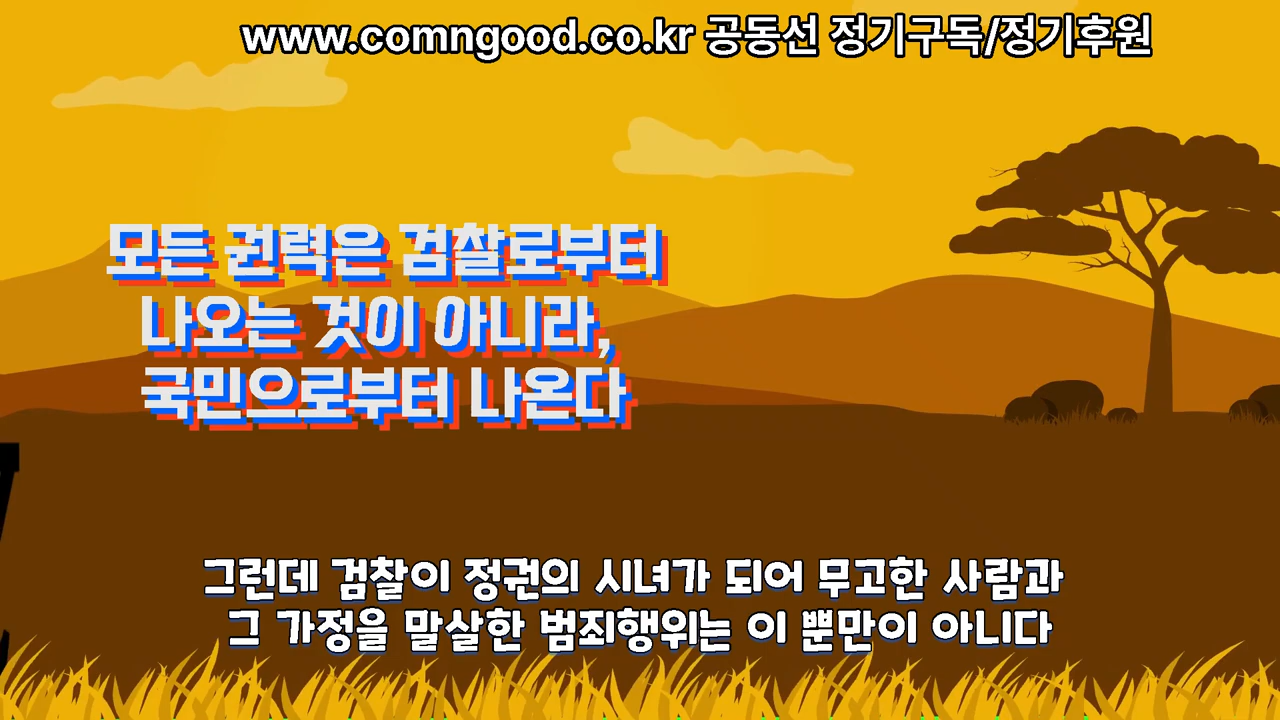 www.comngood.co.kr 공동선 정기구독/정기후원
모든 권력은 검찰로부터
나오는 것이 아니라,
국민으로부터 나온다
그런데 검찰이 정권의 시녀가 되어 무고한 사람과
그 가정을 말살한 범죄행위는 이 뿐만이 아니다